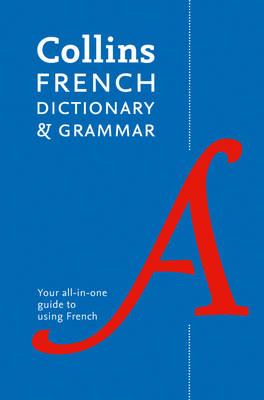 Collins
FRENCH
DICTIONARY
& GRAMMAR
A
Your all-in-one
guide to
using French